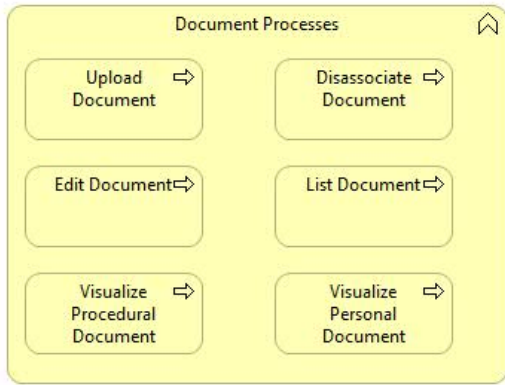 Document Processes
Upload
Document
Disassociate
Document
Edit Document
List Document
Visualize
Procedural
Document
Visualize
Personal
Document